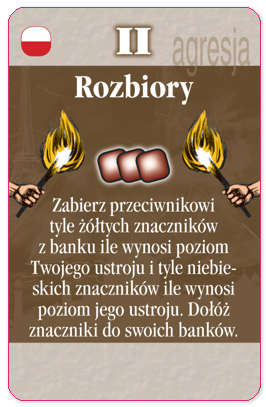 II
agresja
Rozbiory
Zabierz przeciwnikowi
tyle żółtych znaczników
z banku ile wynosi poziom
Twojego ustroju i tyle niebie-
skich znaczników ile wynosi
poziom jego ustroju. Dołóż
znaczniki do swoich banków.